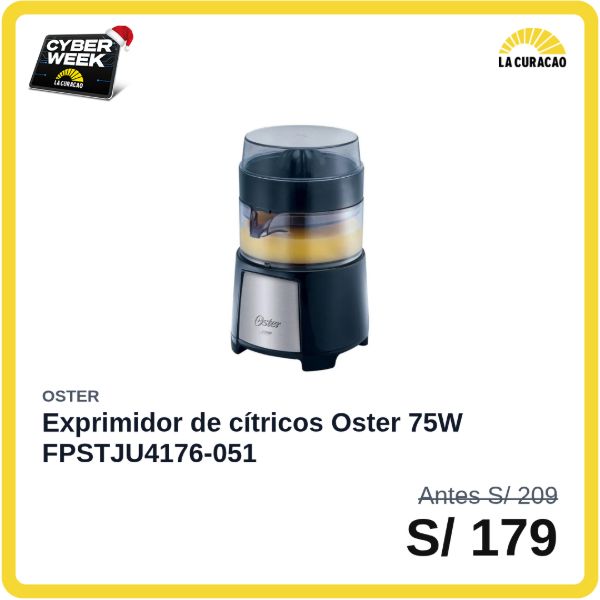 CYBER
WEEK
LA CURACAO
LA CURACAO
Oster
OSTER
Exprimidor de cítricos Oster 75W
FPSTJU4176-051
Antes S/ 209
S/ 179